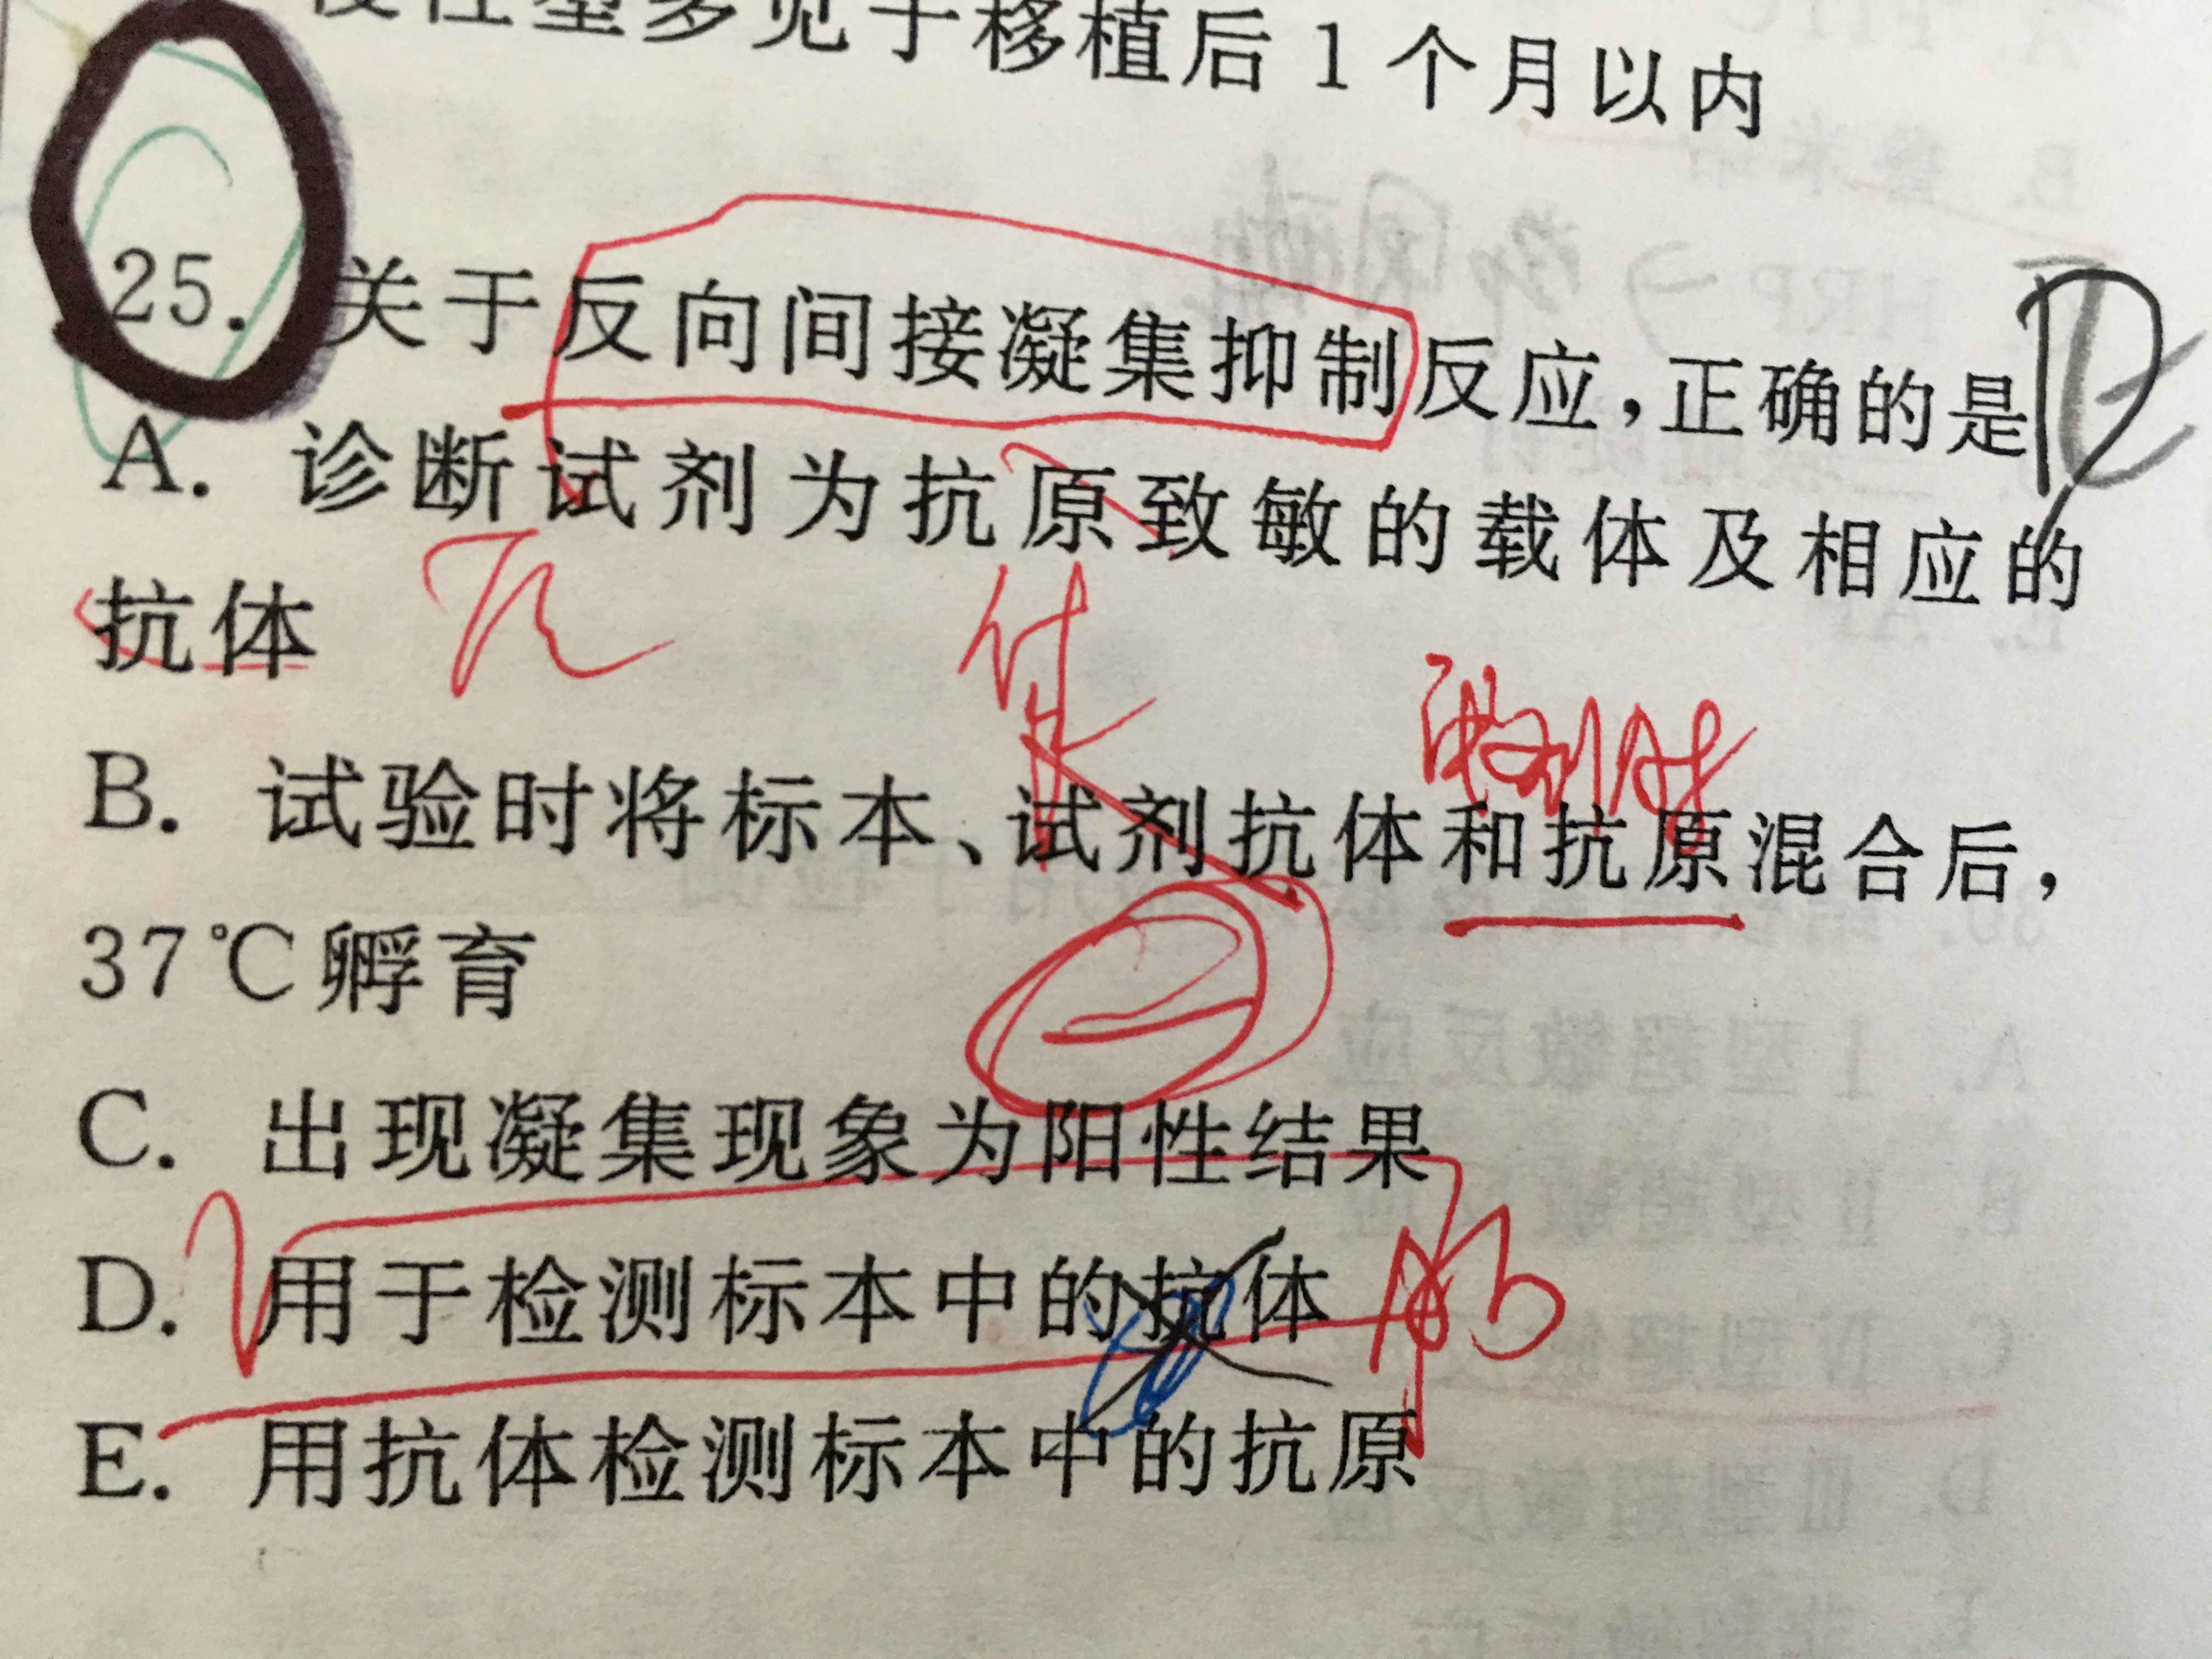 多见于移植后1个月以内
25. 关于反向间接凝集抑制反应,正确的是
A. 诊断试剂为抗原致敏的载体及相应的
抗体
抗
B. 试验时将标本、试剂抗体和抗原混合后,
37℃孵育
C. 出现凝集现象为阳性结果
D. 用于检测标本中的抗体
E. 用抗体检测标本中的抗原